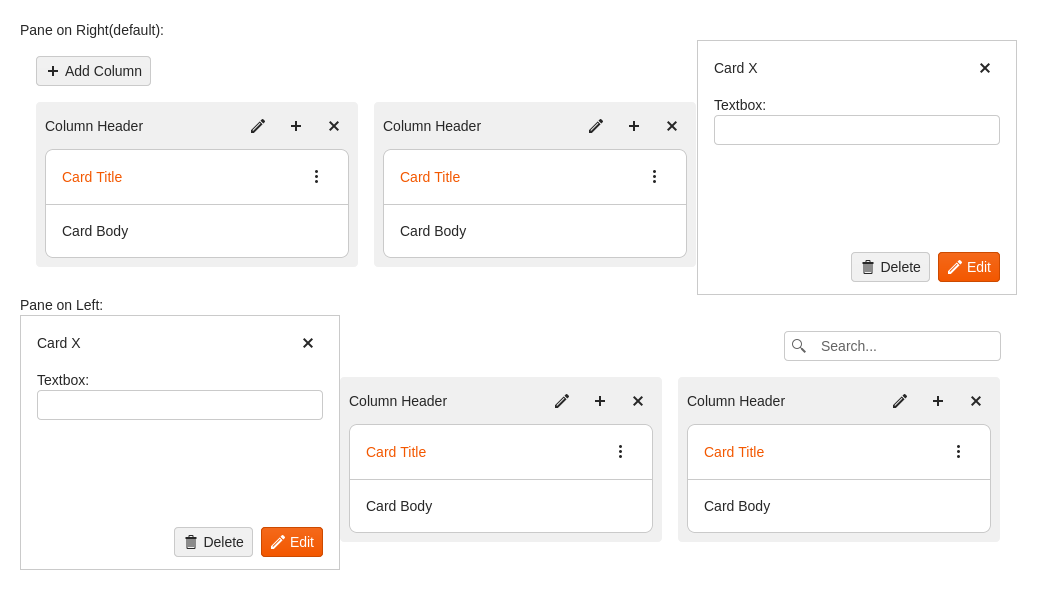 Pane on Right(default):
Add Column
Column Header
Card Title
Card Body
Column Header
Card Title
Card Body
Card X
Textbox:
Delete
Edit
Pane on Left:
Card X
Textbox:
Delete
Edit
Search...
Column Header
Card Title
Card Body
Column Header
Card Title
Card Body